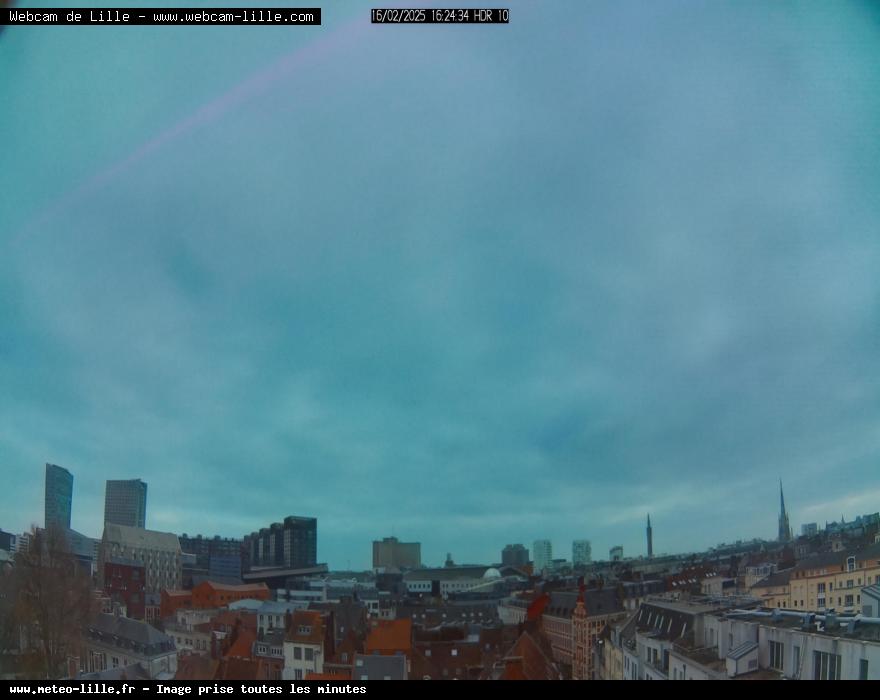 Webcam de Lille - www.webcam-lille.com
16/02/2025 16:24:34 HDR 10
www.meteo-lille.fr - Image prise toutes les minutes